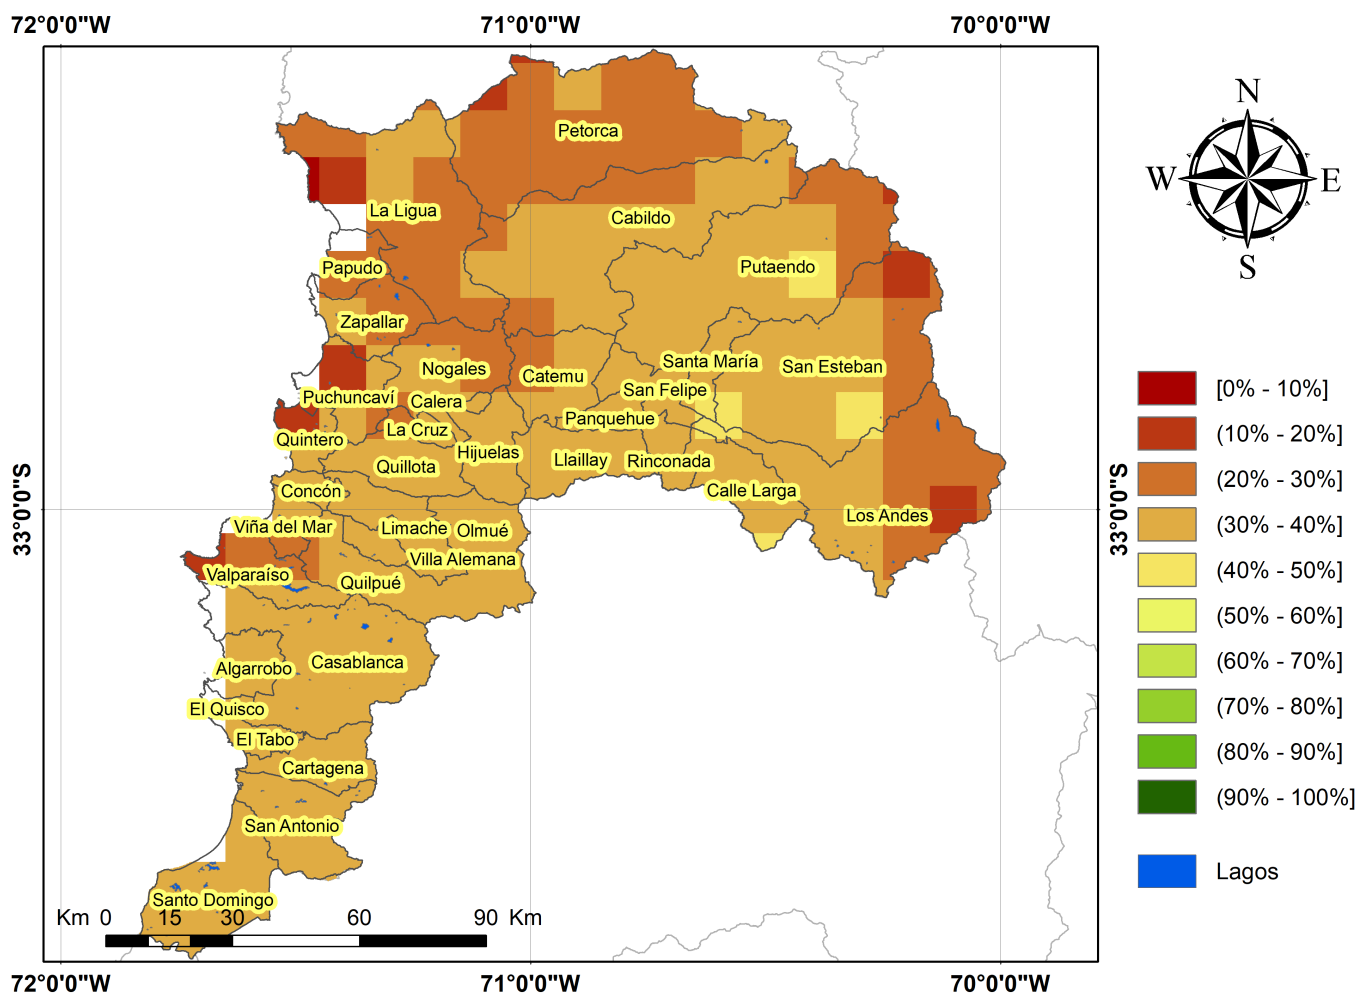 72°0'0"W 71°0'0"W 70°0'0"W
N
W E
S
Petorca
La Ligua
Cabildo
Papudo
Putaendo
Zapallar
Santa María
San Esteban
Nogales
Catemu
San Felipe
Puchuncaví
Calera
Panquehue
La Cruz
Quintero
Hijuelas
Llaillay
Rinconada
Quillota
Concón
Calle Larga
Los Andes
Viña del Mar
Limache
Olmué
Villa Alemana
Valparaíso
Quilpué
Casablanca
Algarrobo
El Quisco
El Tabo
Cartagena
San Antonio
Santo Domingo
33°0'0"S
33°0'0"S
[0% - 10%]
(10% - 20%]
(20% - 30%]
(30% - 40%]
(40% - 50%]
(50% - 60%]
(60% - 70%]
(70% - 80%]
(80% - 90%]
(90% - 100%]
Lagos
Km 0 15 30 60 90 Km
72°0'0"W 71°0'0"W 70°0'0"W